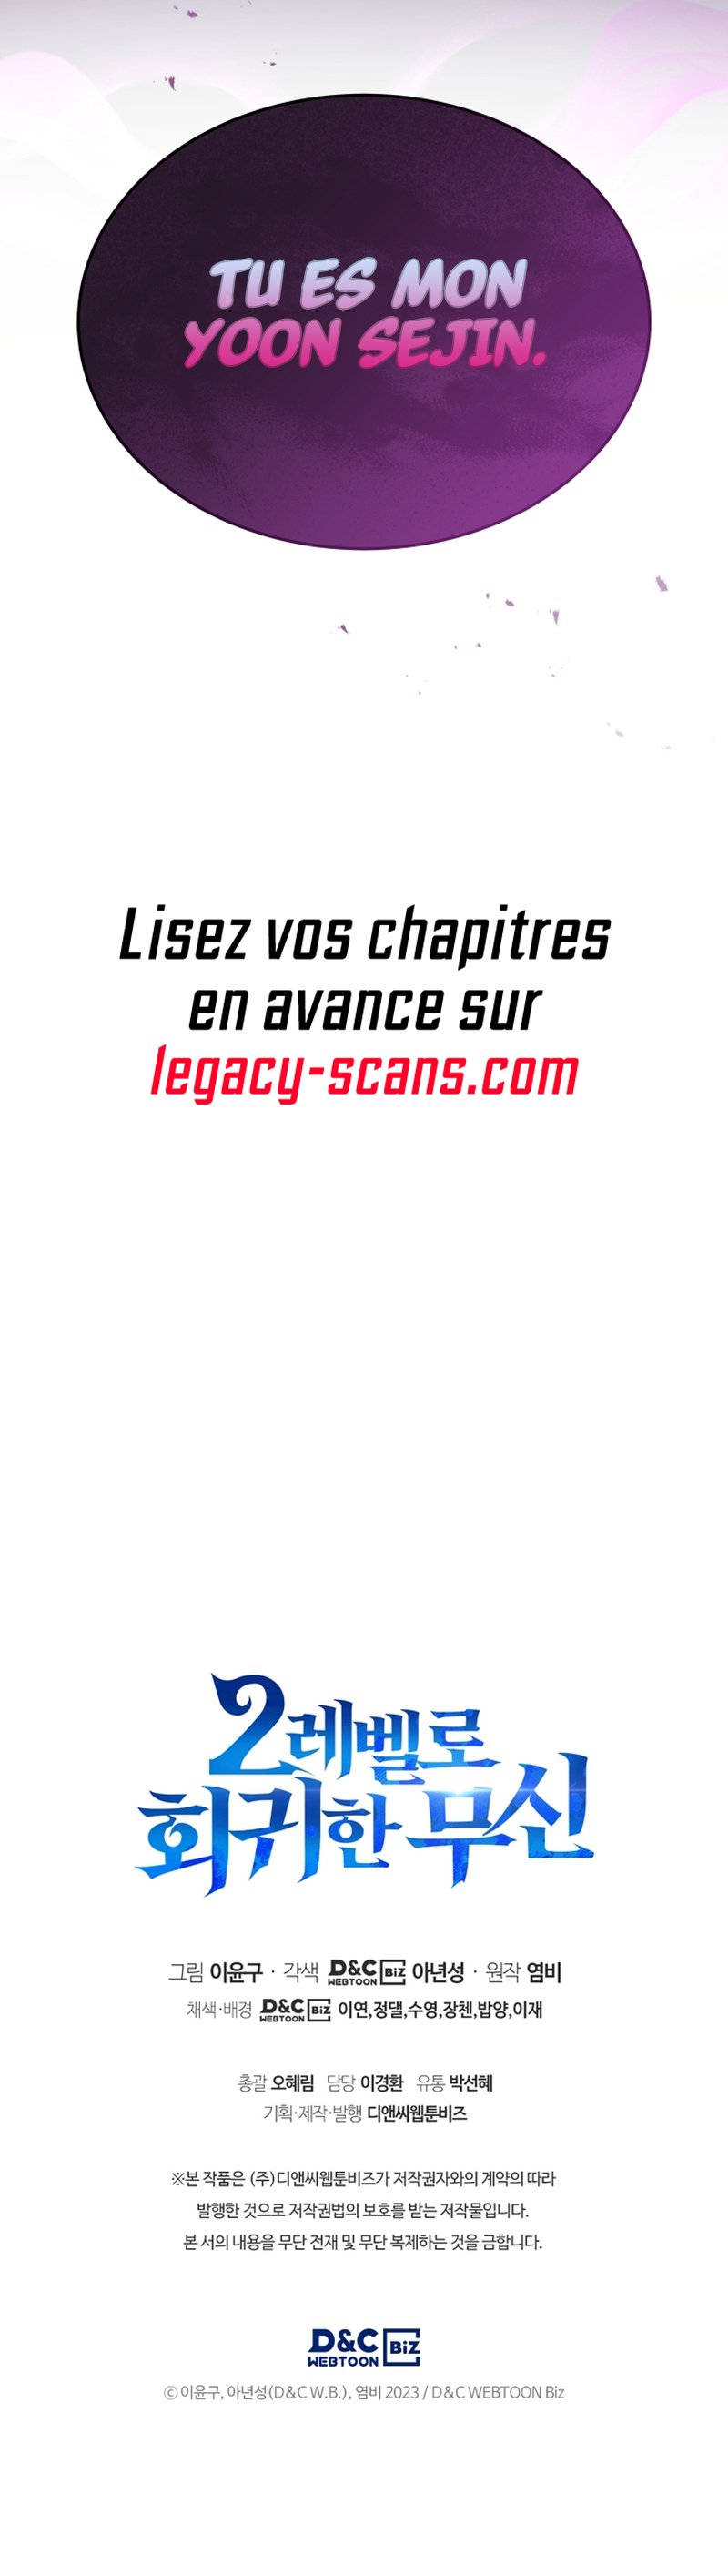 TU ES MON
YOON SEJIN.
Lisez vos chapitres
en avance sur
legacy-scans.com
2레벨로
회귀한 무신
그림 이윤구 · 각색 D&C WEBTOON BiZ 아년성 · 원작 염비
채색·배경 D&C WEBTOON BiZ 이연,정댈,수영,장첸,밥양,이재
총괄 오혜림 담당 이경환 유통 박선혜
기획·제작·발행 디앤씨웹툰비즈
※본 작품은 (주)디앤씨웹툰비즈가 저작권자와의 계약의 따라
발행한 것으로 저작권법의 보호를 받는 저작물입니다.
본 서의 내용을 무단 전재 및 무단 복제하는 것을 금합니다.
D&C BiZ
WEBTOON
ⓒ 이윤구, 아년성(D&C W.B.), 염비 2023 / D&C WEBTOON Biz